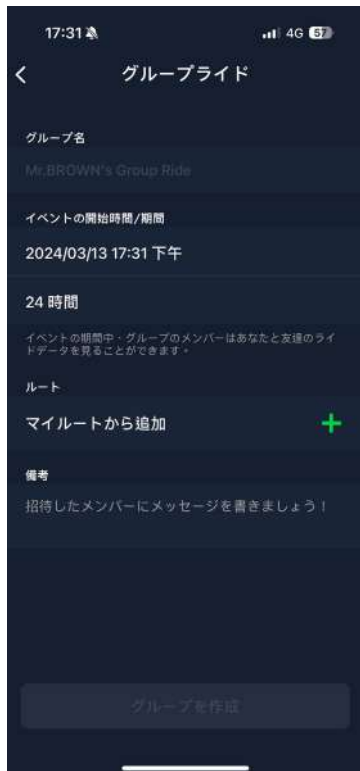 17:31
4G 57
グループライド
グループ名
Mr.BROWN's Group Ride
イベントの開始時間/期間
2024/03/13 17:31 下午
24 時間
イベントの期間中・グループのメンバーはあなたと友達のライ
ドデータを見ることができます。
ルート
マイルートから追加
備考
招待したメンバーにメッセージを書きましょう！
グループを作成